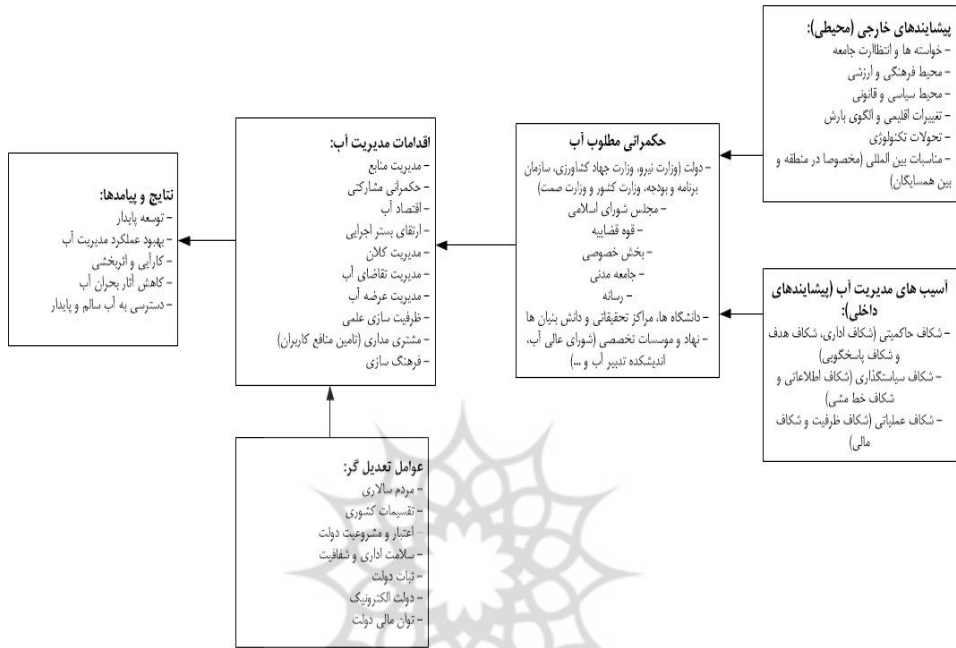 پیشایندهای خارجی (محیطی):
– خواسته ها و انتظاارت جامعه
– محیط فرهنگی و ارزشی
– محیط سیاسی و قانونی
– تغییرات اقلیمی و الگوی بارش
– تحولات تکنولوژی
– مناسبات بین المللی (مخصوصا در منطقه و
بین همسایگان)
آسیب های مدیریت آب (پیشایندهای
داخلی):
– شکاف حاکمیتی (شکاف اداری، شکاف هدف
و شکاف پاسخگویی)
– شکاف سیاستگذاری (شکاف اطلاعاتی و
شکاف خط مشی)
– شکاف عملیاتی (شکاف ظرفیت و شکاف
مالی)
حکمرانی مطلوب آب
– دولت (وزارت نیرو، وزارت جهاد کشاورزی، سازمان
برنامه و بودجه، وزارت کشور و وزارت صمت)
– مجلس شورای اسلامی
– قوه قضاییه
– بخش خصوصی
– جامعه مدنی
– رسانه
– دانشگاه ها، مراکز تحقیقاتی و دانش بنیان ها
– نهاد و موسسات تخصصی (شورای عالی آب،
اندیشکده تدبیر آب و ...)
اقدامات مدیریت آب:
– مدیریت منابع
– حکمرانی مشارکتی
– اقتصاد آب
– ارتقای بستر اجرایی
– مدیریت کلان
– مدیریت تقاضای آب
– مدیریت عرضه آب
– ظرفیت سازی علمی
– مشتری مداری (تامین منافع کاربران)
– فرهنگ سازی
عوامل تعدیل گر:
– مردم سالاری
– تقسیمات کشوری
– اعتبار و مشروعیت دولت
– سلامت اداری و شفافیت
– ثبات دولت
– دولت الکترونیک
– توان مالی دولت
نتایج و پیامدها:
– توسعه پایدار
– بهبود عملکرد مدیریت آب
– کارآیی و اثربخشی
– کاهش آثار بحران آب
– دسترسی به آب سالم و پایدار